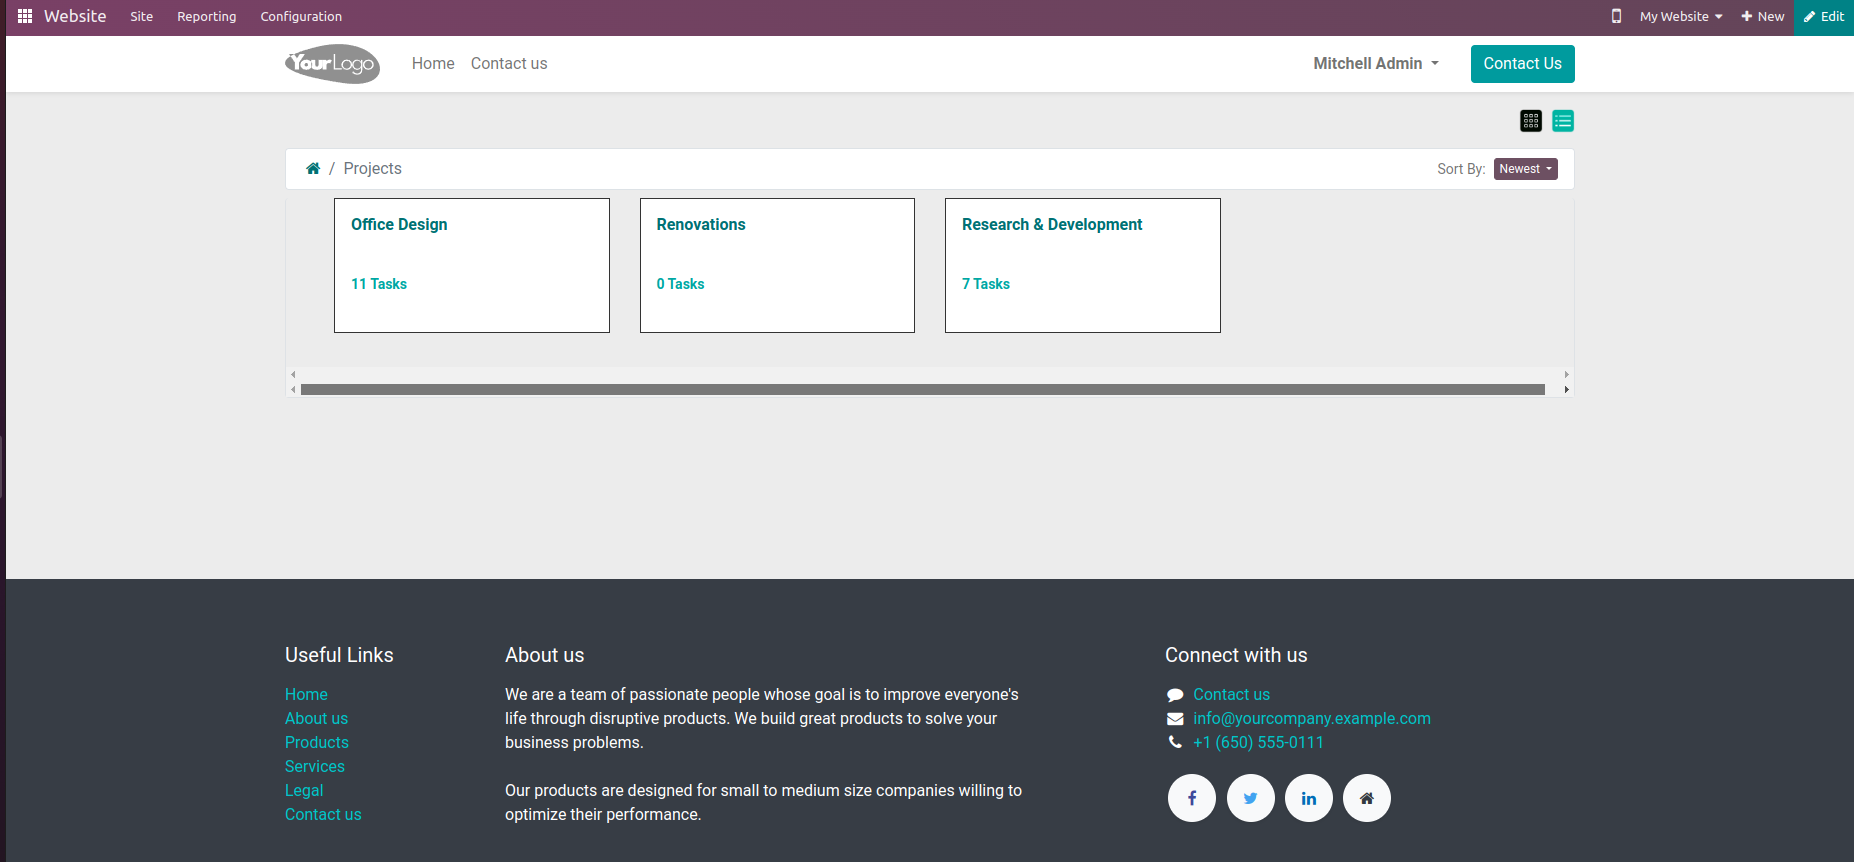 Website Site Reporting Configuration My Website New Edit
YourLogo Home Contact us Mitchell Admin Contact Us
/ Projects Sort By: Newest
Office Design Renovations Research & Development
11 Tasks 0 Tasks 7 Tasks
Useful Links
Home
About us
Products
Services
Legal
Contact us
About us
We are a team of passionate people whose goal is to improve everyone's
life through disruptive products. We build great products to solve your
business problems.
Our products are designed for small to medium size companies willing to
optimize their performance.
Connect with us
Contact us
info@yourcompany.example.com
+1 (650) 555-0111